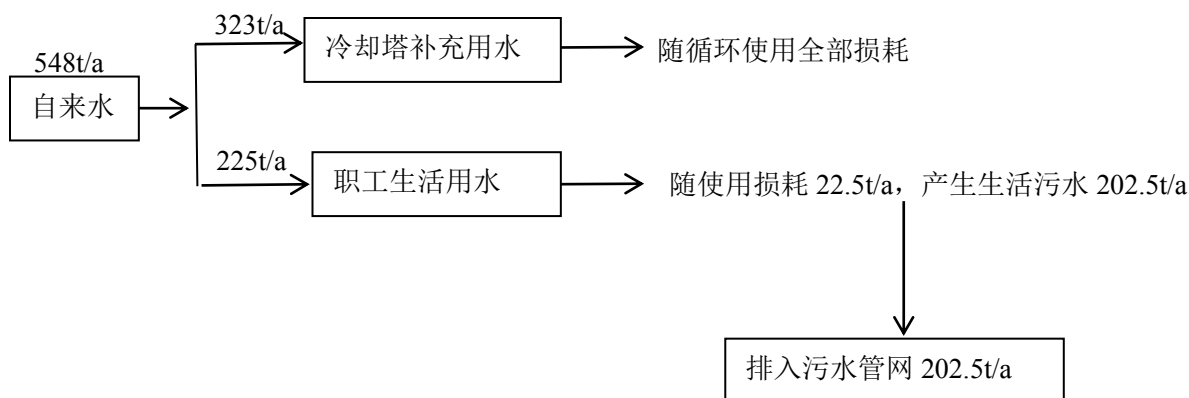 323t/a
冷却塔补充用水
随循环使用全部损耗
548t/a
自来水
225t/a
职工生活用水
随使用损耗 22.5t/a，产生生活污水 202.5t/a
排入污水管网 202.5t/a